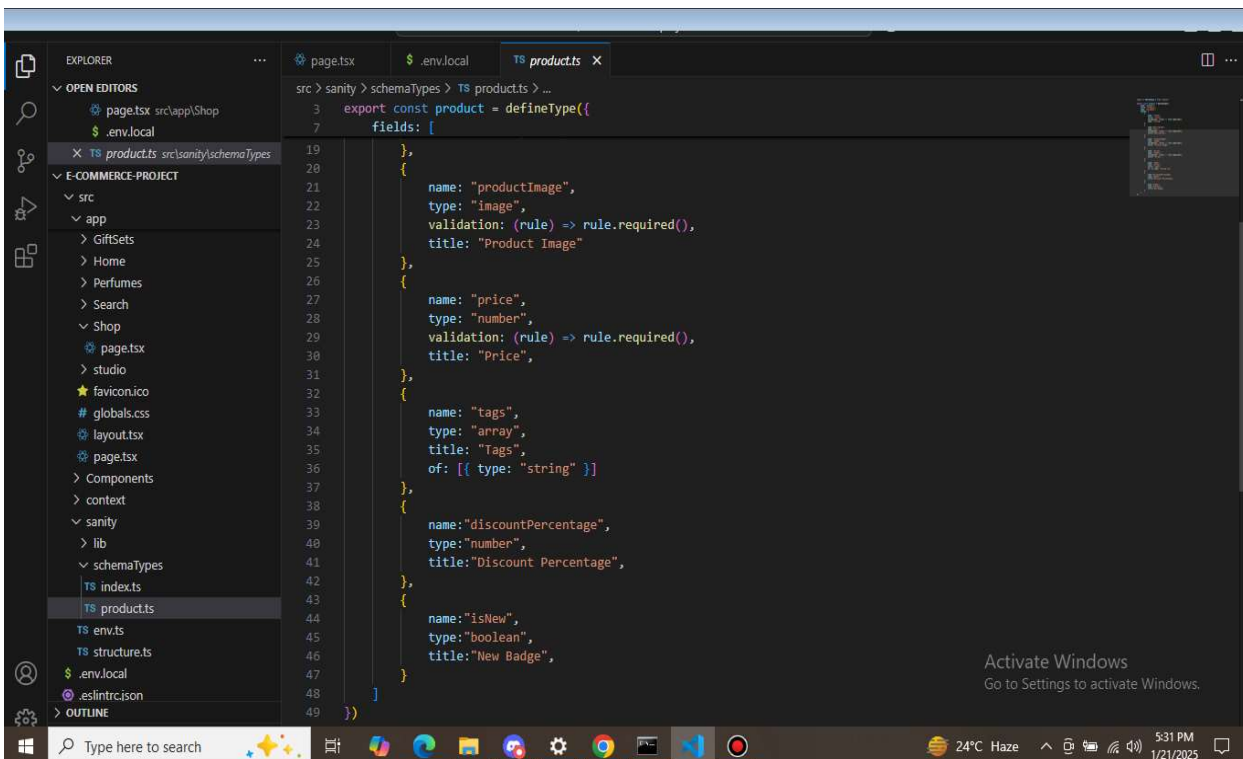 EXPLORER
OPEN EDITORS
page.tsx src\app\Shop
$ .env.local
TS product.ts src\sanity\schemaTypes
E-COMMERCE-PROJECT
src
app
GiftSets
Home
Perfumes
Search
Shop
page.tsx
studio
favicon.ico
# globals.css
layout.tsx
page.tsx
Components
context
sanity
lib
schemaTypes
TS index.ts
TS product.ts
TS env.ts
TS structure.ts
$ .env.local
.eslintrc.json
OUTLINE
page.tsx $ .env.local TS product.ts
src > sanity > schemaTypes > TS product.ts > ...
3 export const product = defineType({
7 fields: [
19 },
20 {
21 name: "productImage",
22 type: "image",
23 validation: (rule) => rule.required(),
24 title: "Product Image"
25 },
26 {
27 name: "price",
28 type: "number",
29 validation: (rule) => rule.required(),
30 title: "Price",
31 },
32 {
33 name: "tags",
34 type: "array",
35 title: "Tags",
36 of: [{ type: "string" }]
37 },
38 {
39 name:"discountPercentage",
40 type:"number",
41 title:"Discount Percentage",
42 },
43 {
44 name:"isNew",
45 type:"boolean",
46 title:"New Badge",
47 }
48 ]
49 })
Activate Windows
Go to Settings to activate Windows.
Type here to search
24°C Haze
5:31 PM
1/21/2025